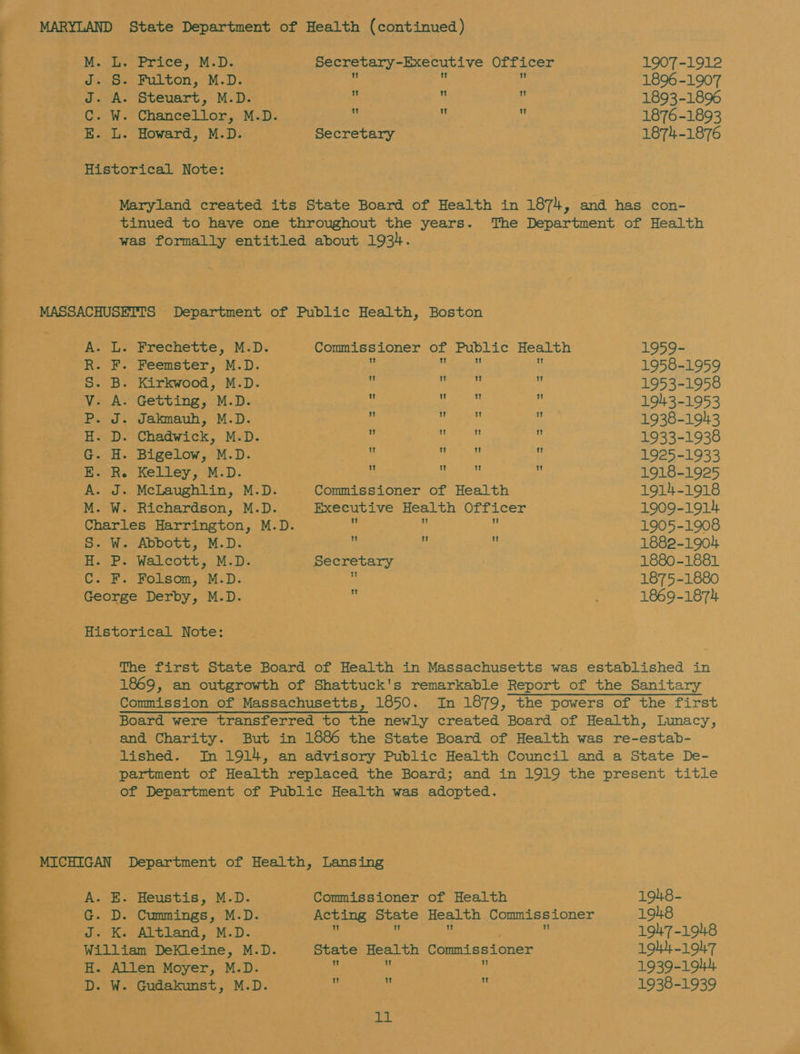 MARYLAND State Department of Health (continued)
M. L. Price, M.D. Secretary-Executive Officer 1907-1912
J. S. Fulton, M.D. " " " 1896-1907
J. A. Steuart, M.D. " " " 1893-1896
C. W. Chancellor, M.D. " " " 1876-1893
E. L. Howard, M.D. Secretary 1874-1876
Historical Note:
Maryland created its State Board of Health in 1874, and has con-
tinued to have one throughout the years. The Department of Health
was formally entitled about 1934.
MASSACHUSETTS Department of Public Health, Boston
A. L. Frechette, M.D. Commissioner of Public Health 1959-
R. F. Feemster, M.D. " " " " 1958-1959
S. B. Kirkwood, M.D. " " " " 1953-1958
V. A. Getting, M.D. " " " " 1943-1953
P. J. Jakmauh, M.D. " " " " 1938-1943
H. D. Chadwick, M.D. " " " " 1933-1938
G. H. Bigelow, M.D. " " " " 1925-1933
E. R. Kelley, M.D. " " " " 1918-1925
A. J. McLaughlin, M.D. Commissioner of Health 1914-1918
M. W. Richardson, M.D. Executive Health Officer 1909-1914
Charles Harrington, M.D. " " " 1905-1908
S. W. Abbott, M.D. " " " 1882-1904
H. P. Walcott, M.D. Secretary 1880-1881
C. F. Folsom, M.D. " 1875-1880
George Derby, M.D. " 1869-1874
Historical Note:
The first State Board of Health in Massachusetts was established in
1869, an outgrowth of Shattuck's remarkable Report of the Sanitary
Commission of Massachusetts, 1850. In 1879, the powers of the first
Board were transferred to the newly created Board of Health, Lunacy,
and Charity. But in 1886 the State Board of Health was re-estab-
lished. In 1914, an advisory Public Health Council and a State De-
partment of Health replaced the Board; and in 1919 the present title
of Department of Public Health was adopted.
MICHIGAN Department of Health, Lansing
A. E. Heustis, M.D. Commissioner of Health 1948-
G. D. Cummings, M.D. Acting State Health Commissioner 1948
J. K. Altland, M.D. " " " " 1947-1948
William DeKleine, M.D. State Health Commissioner 1944-1947
H. Allen Moyer, M.D. " " " 1939-1944
D. W. Gudakunst, M.D. " " " 1938-1939
11